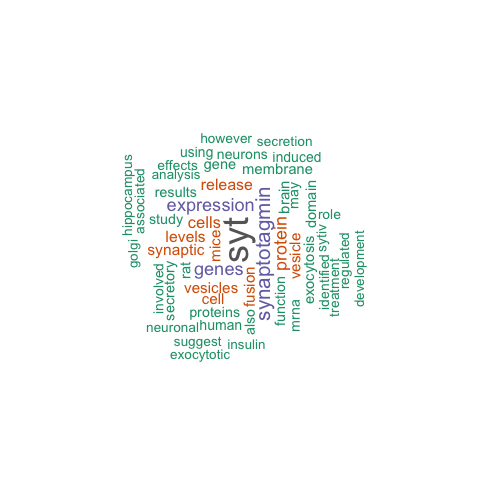 however
secretion
using
neurons
induced
effects
gene
membrane
analysis
hippocampus
associated
release
results
brain
may
domain
expression
synaptotagmin
study
cells
syt
protein
role
sytiv
levels
mice
vesicle
exocytosis
synaptic
golgi
regulated
development
genes
rat
involved
secretory
fusion
function
identified
treatment
vesicles
cell
mrna
proteins
also
neuronal
human
suggest
insulin
exocytotic